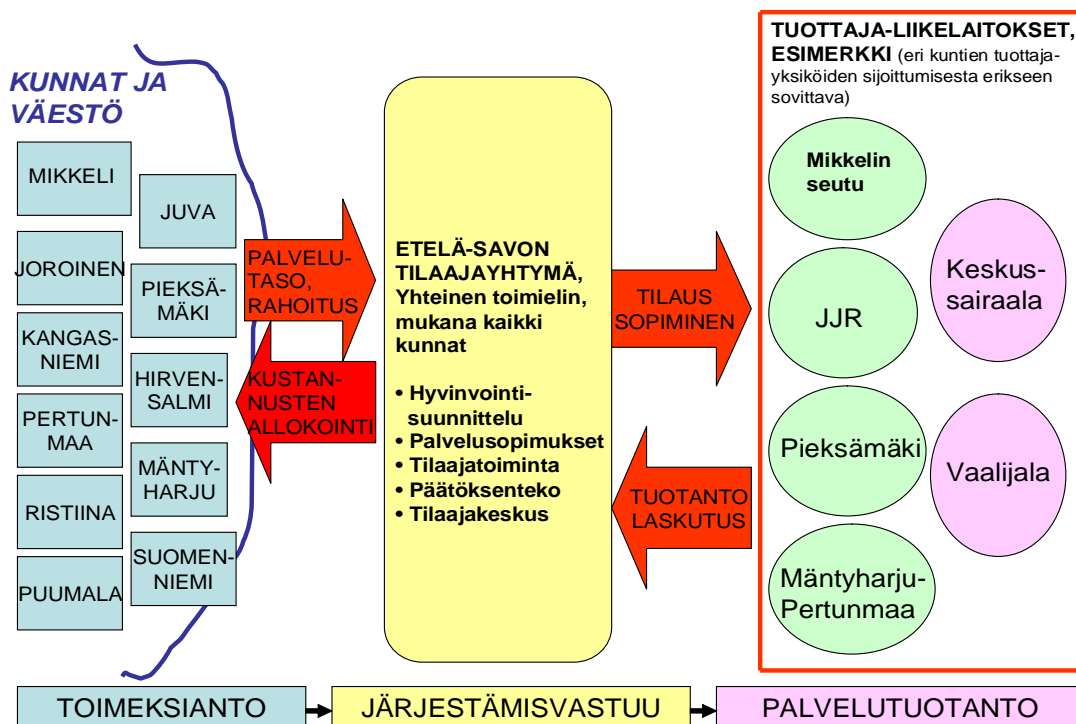 KUNNAT JA
VÄESTÖ
MIKKELI
JUVA
JOROINEN
PIEKSÄ-
MÄKI
KANGAS-
NIEMI
HIRVEN-
SALMI
PERTUN-
MAA
MÄNTY-
HARJU
RISTIINA
SUOMEN-
NIEMI
PUUMALA
PALVELU-
TASO,
RAHOITUS
KUSTAN-
NUSTEN
ALLOKOINTI
ETELÄ-SAVON
TILAAJAYHTYMÄ,
Yhteinen toimielin,
mukana kaikki
kunnat
• Hyvinvointi-
suunnittelu
• Palvelusopimukset
• Tilaajatoiminta
• Päätöksenteko
• Tilaajakeskus
TILAUS
SOPIMINEN
TUOTANTO
LASKUTUS
TUOTTAJA-LIIKELAITOKSET,
ESIMERKKI (eri kuntien tuottaja-
yksiköiden sijoittumisesta erikseen
sovittava)
Mikkelin
seutu
Keskus-
sairaala
JJR
Pieksämäki
Vaalijala
Mäntyharju-
Pertunmaa
TOIMEKSIANTO
JÄRJESTÄMISVASTUU
PALVELUTUOTANTO